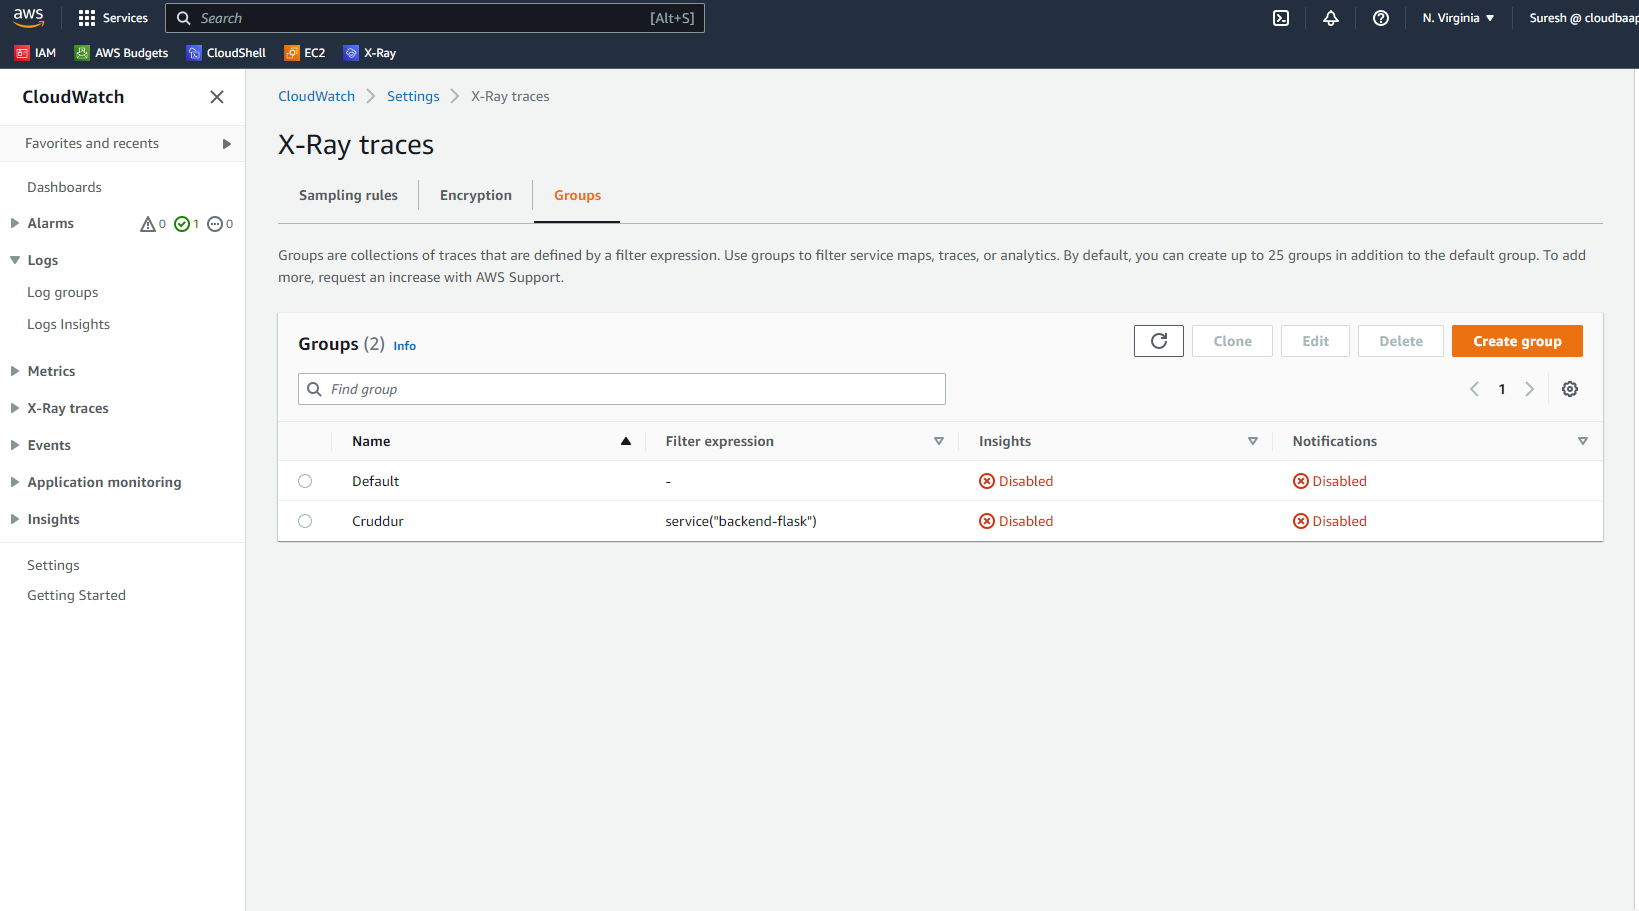 aws
Services
Search
[Alt+S]
N. Virginia
Suresh @ cloudbaap
IAM
AWS Budgets
CloudShell
EC2
X-Ray
CloudWatch
Favorites and recents
Dashboards
Alarms
0
1
0
Logs
Log groups
Logs Insights
Metrics
X-Ray traces
Events
Application monitoring
Insights
Settings
Getting Started
CloudWatch
Settings
X-Ray traces
X-Ray traces
Sampling rules
Encryption
Groups
Groups are collections of traces that are defined by a filter expression. Use groups to filter service maps, traces, or analytics. By default, you can create up to 25 groups in addition to the default group. To add
more, request an increase with AWS Support.
Groups (2)
Info
Clone
Edit
Delete
Create group
Find group
1
Name
Filter expression
Insights
Notifications
Default
-
Disabled
Disabled
Cruddur
service("backend-flask")
Disabled
Disabled